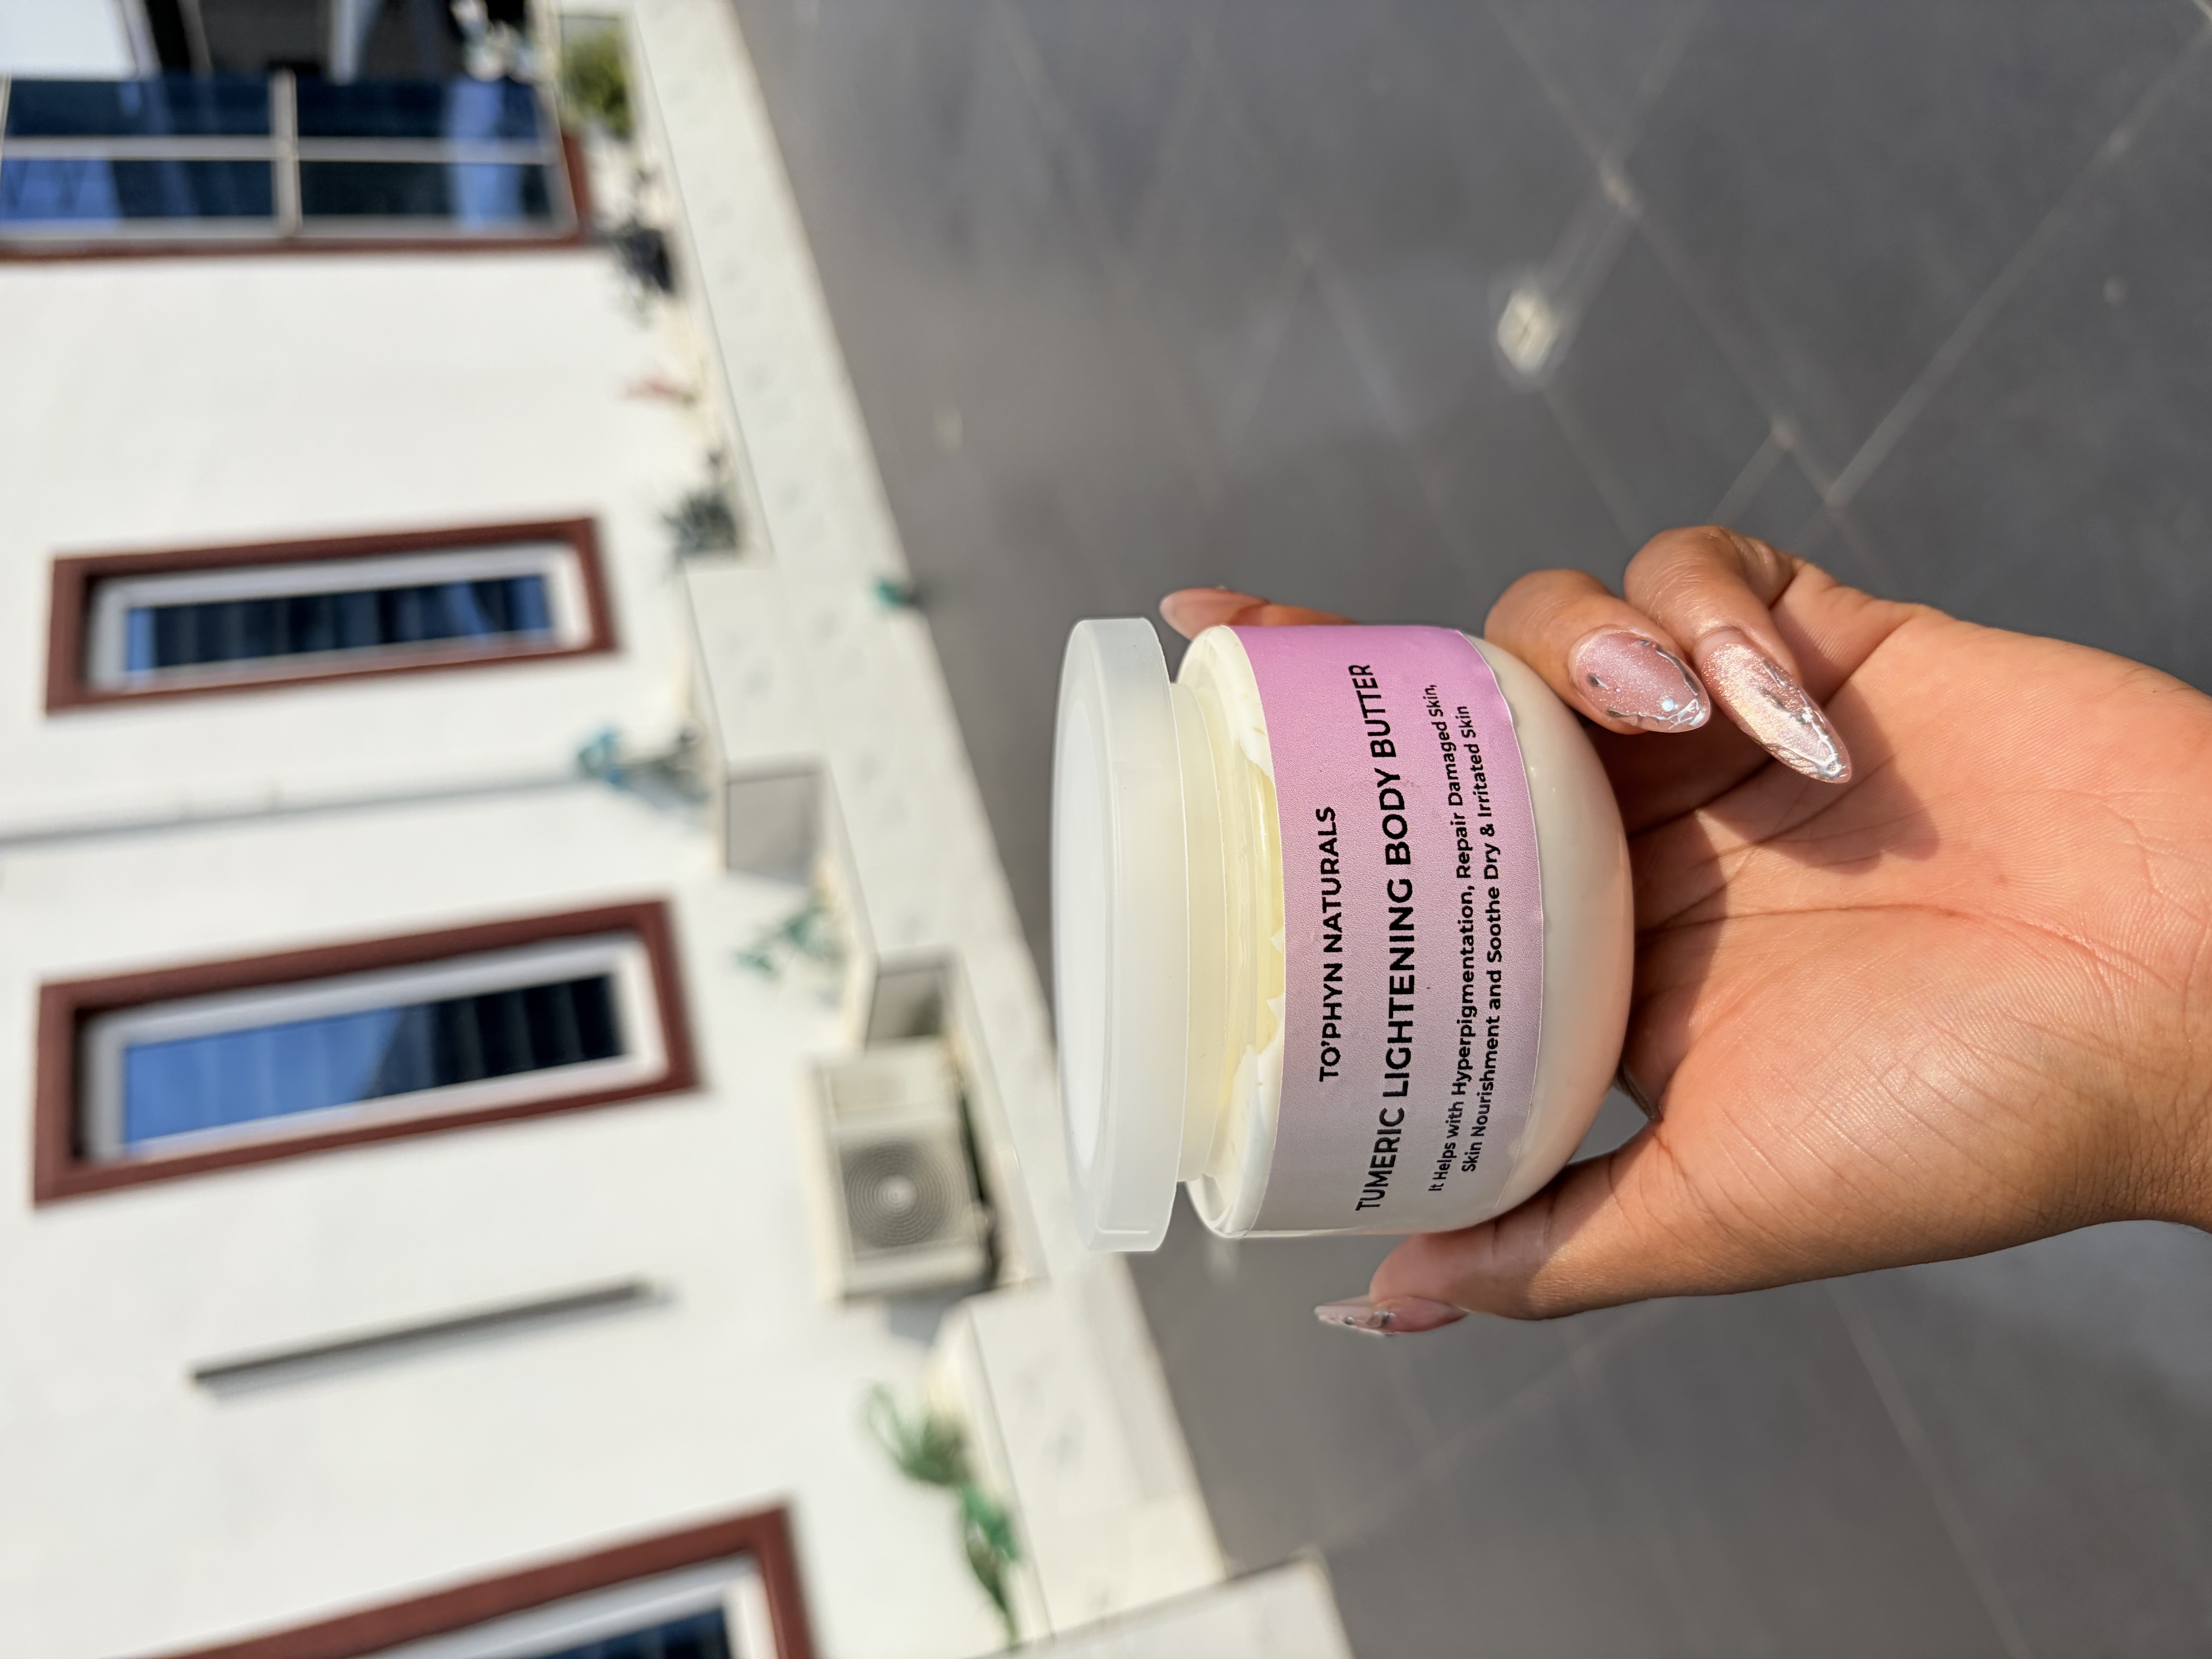 TO'PHYN NATURALS
TUMERIC LIGHTENING BODY BUTTER
It Helps with Hyperpigmentation, Repair Damaged Skin,
Skin Nourishment and Soothe Dry & Irritated Skin